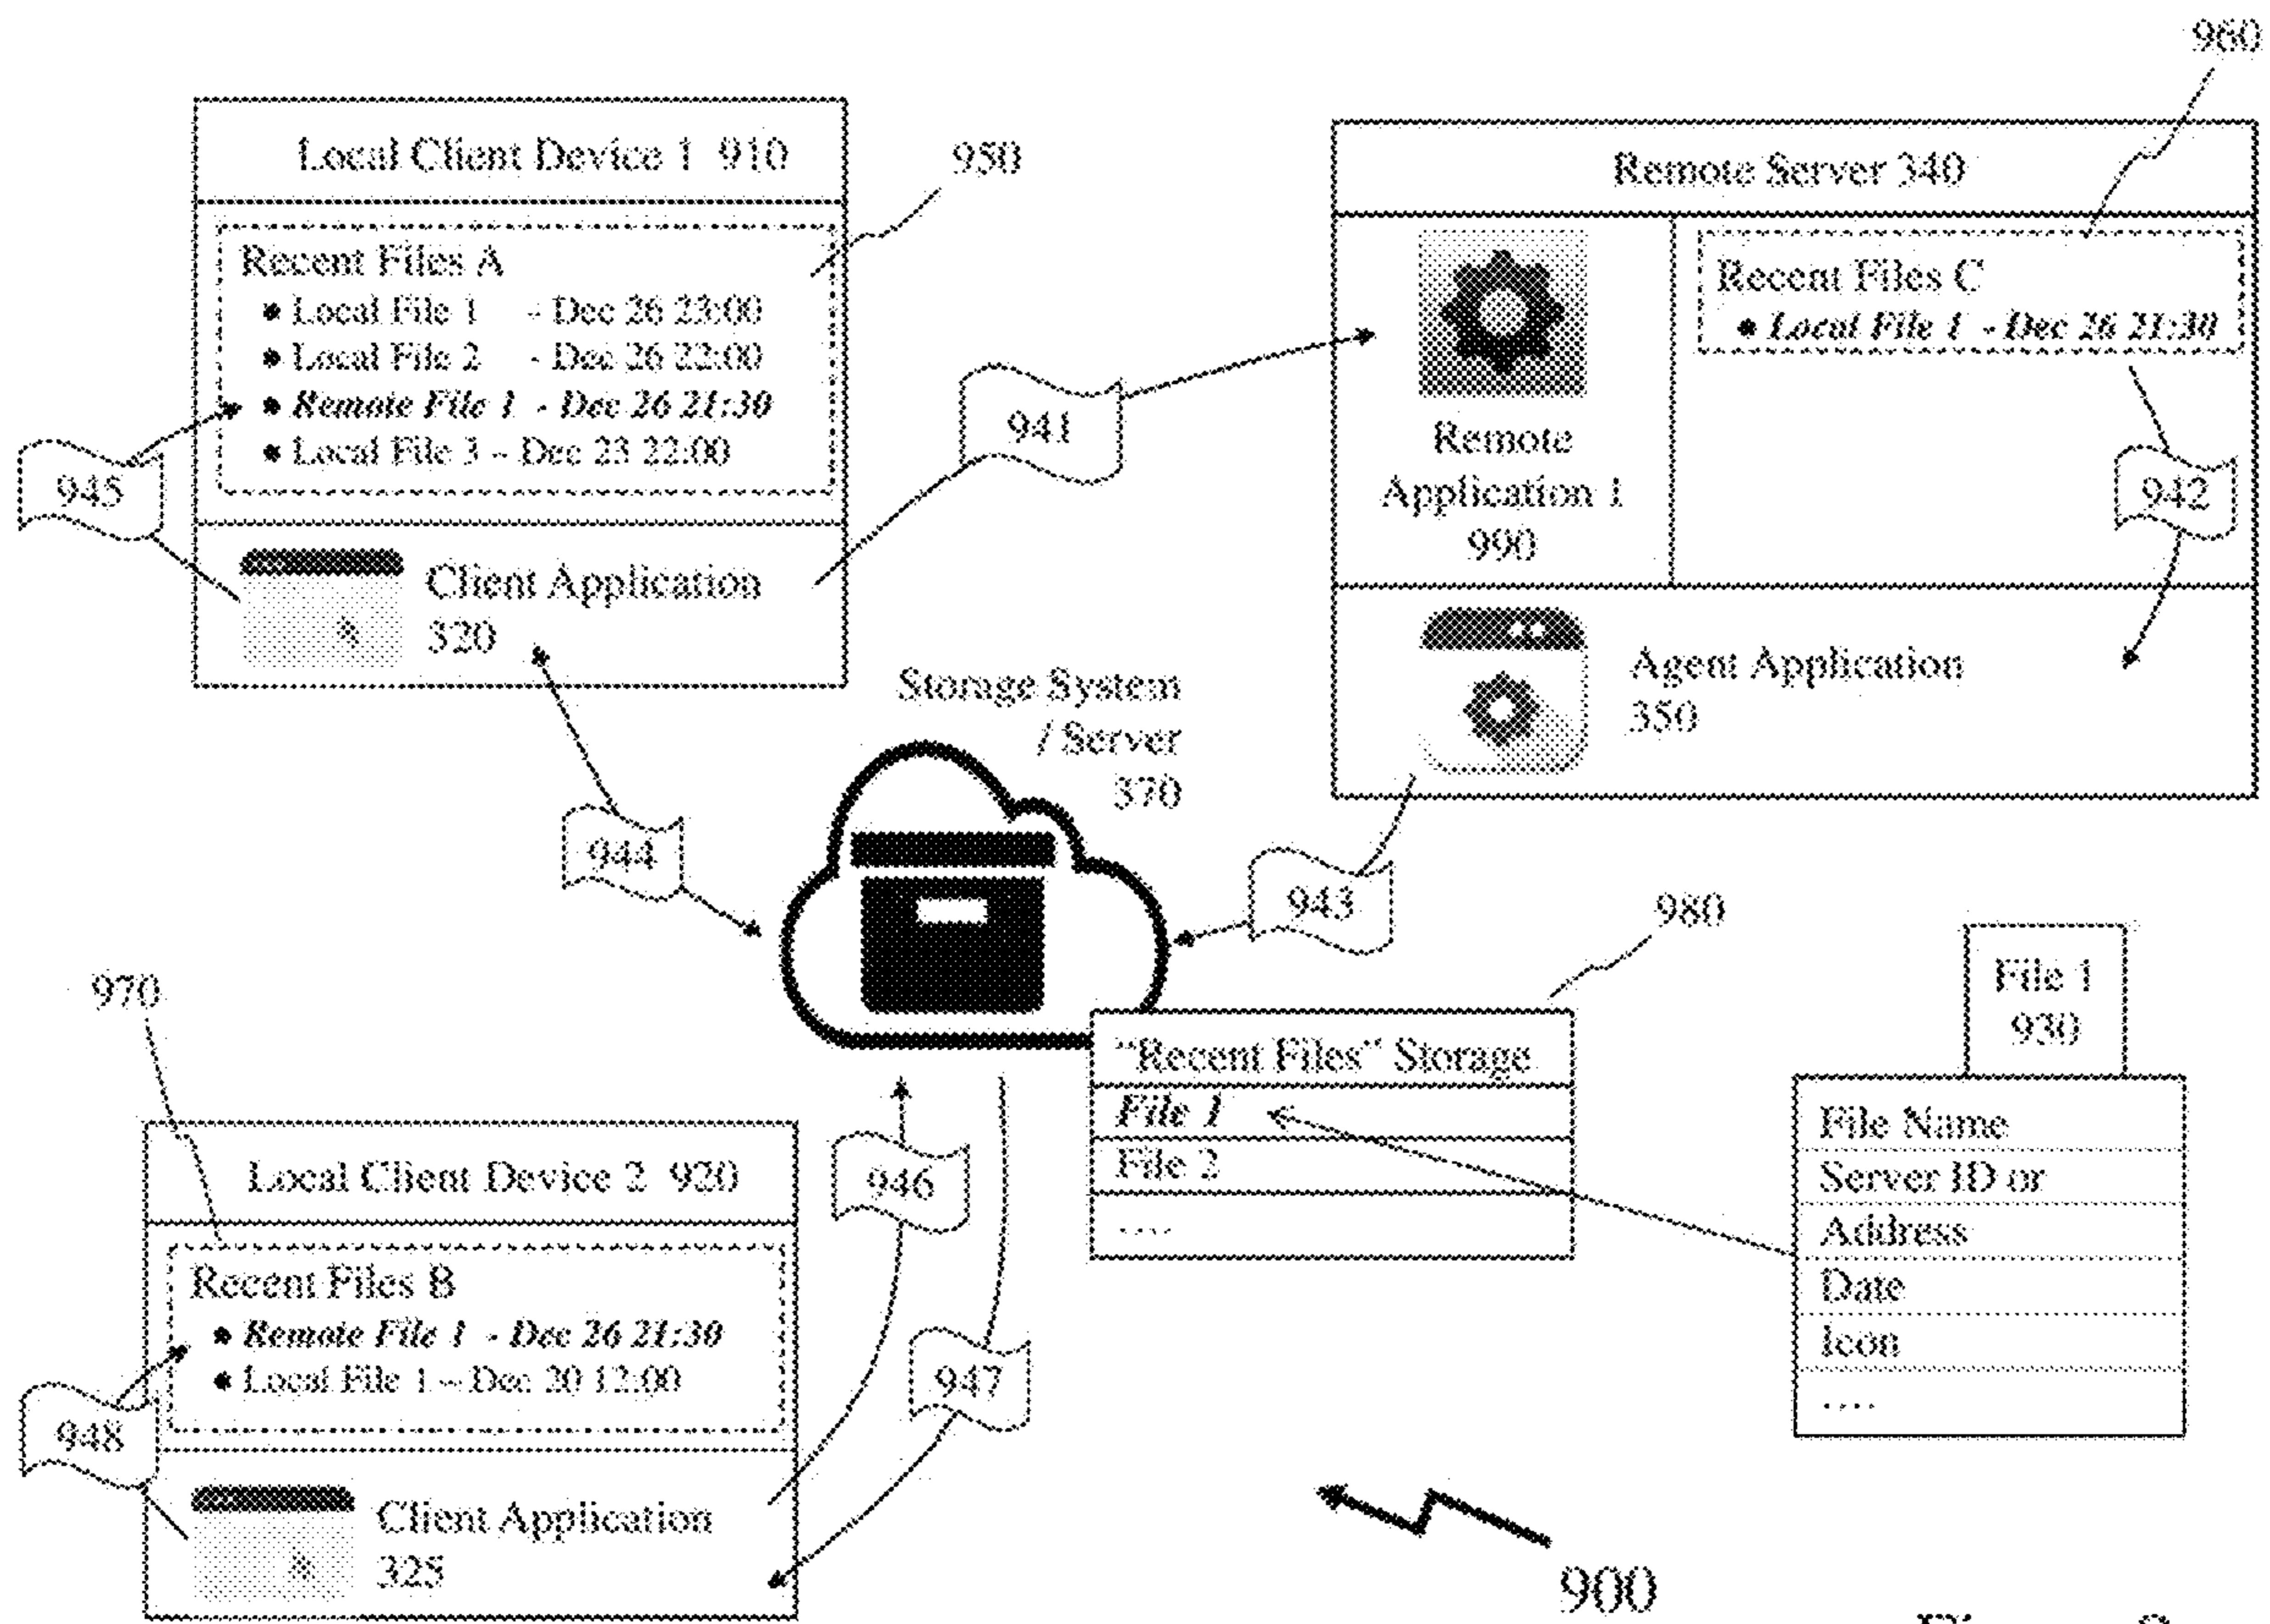 960
Local Client Device 1 910
950
Recent Files A
• Local File 1 - Dec 26 23:00
• Local File 2 - Dec 26 22:00
• Remote File 1 - Dec 26 21:30
• Local File 3 – Dec 23 22:00
945
Client Application
320
941
Remote Server 340
Remote
Application 1
990
Recent Files C
• Local File 1 - Dec 26 21:30
942
Agent Application
350
Storage System
/ Server
370
944
943
980
"Recent Files" Storage
File 1
File 2
....
File 1
930
File Name
Server ID or
Address
Date
Icon
....
970
Local Client Device 2 920
Recent Files B
• Remote File 1 - Dec 26 21:30
• Local File 1 – Dec 20 12:00
948
Client Application
325
946
947
900